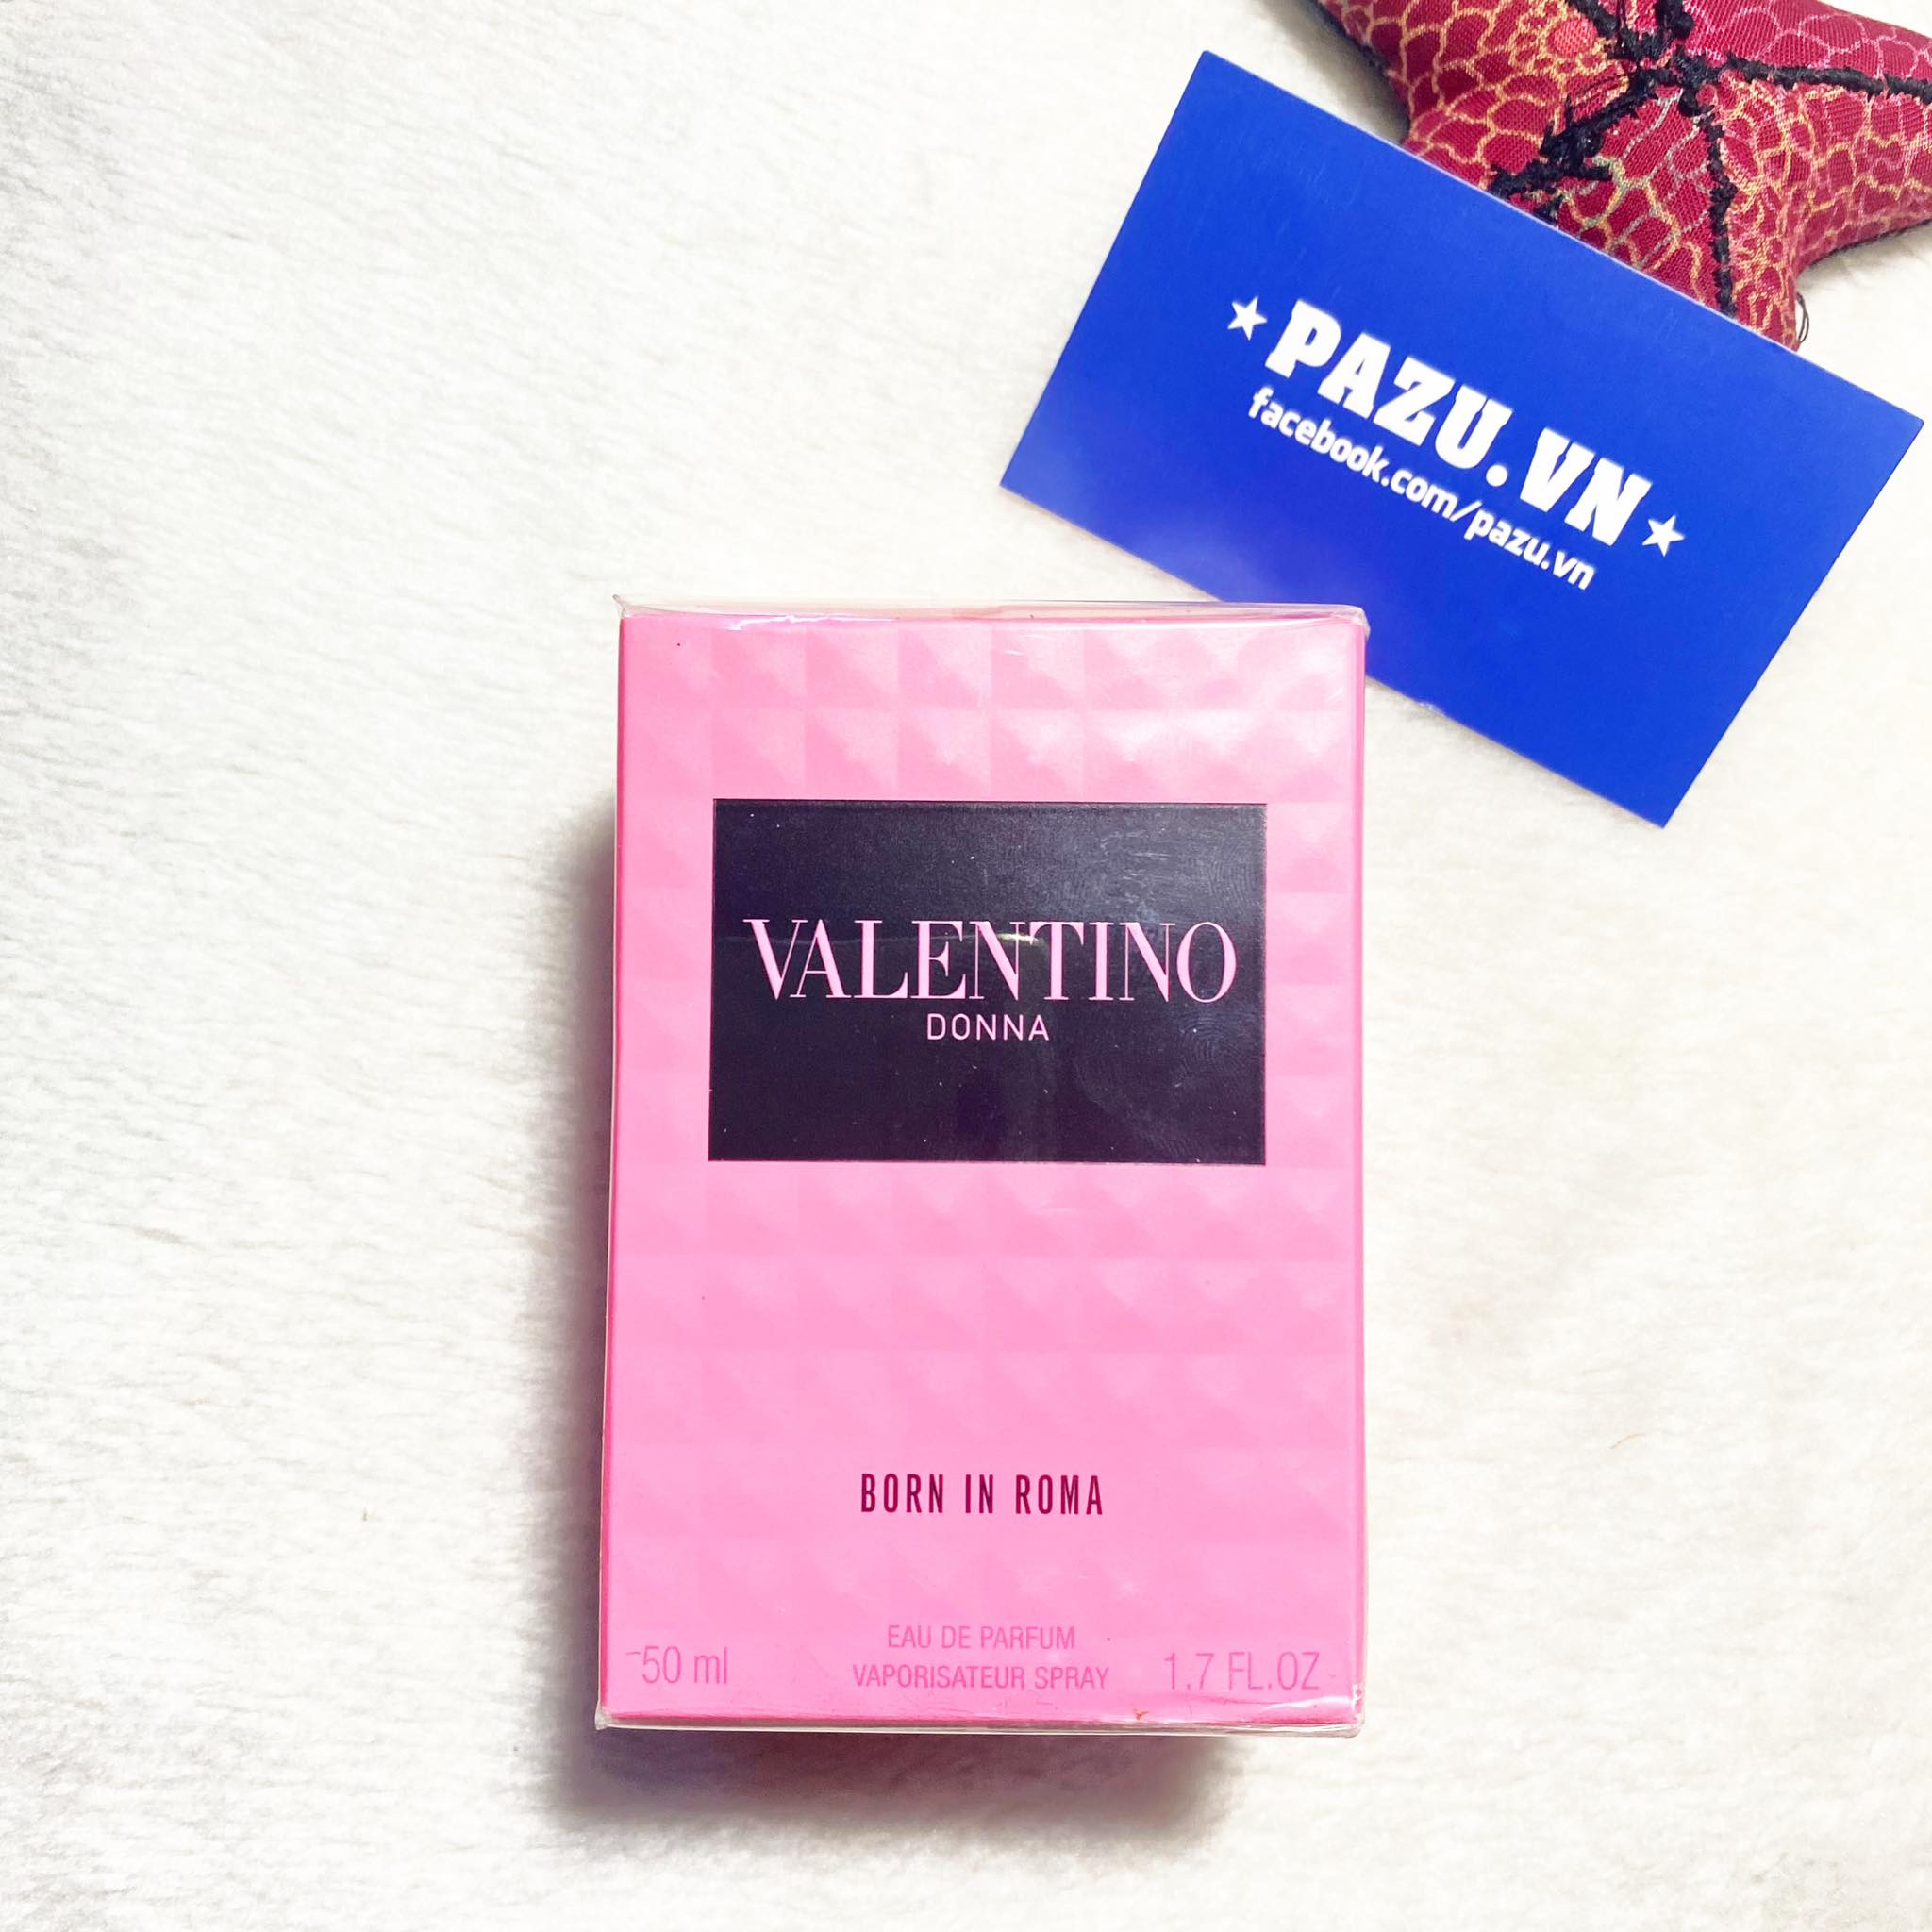 ★PAZU.VN★
facebook.com/pazu.vn
VALENTINO
DONNA
BORN IN ROMA
EAU DE PARFUM
50 ml VAPORISATEUR SPRAY 1.7 FL.OZ